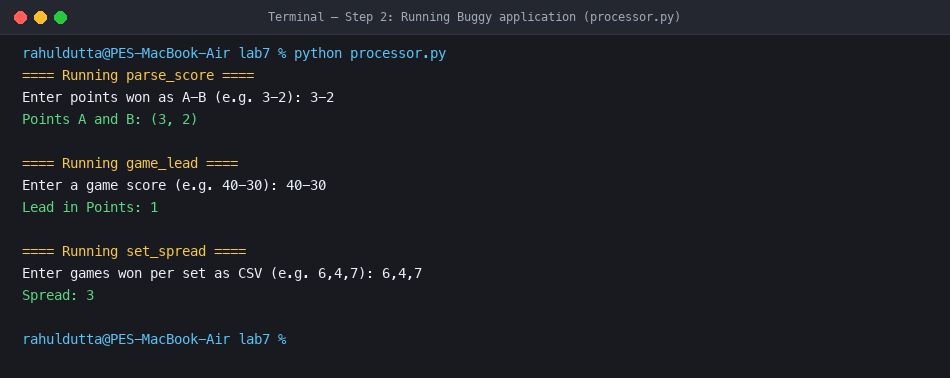 Terminal — Step 2: Running Buggy application (processor.py)
rahuldutta@PES−MacBook−Air lab7 % python processor.py
==== Running parse_score ====
Enter points won as A−B (e.g. 3−2): 3−2
Points A and B: (3, 2)
==== Running game_lead ====
Enter a game score (e.g. 40−30): 40−30
Lead in Points: 1
==== Running set_spread ====
Enter games won per set as CSV (e.g. 6,4,7): 6,4,7
Spread: 3
rahuldutta@PES−MacBook−Air lab7 %